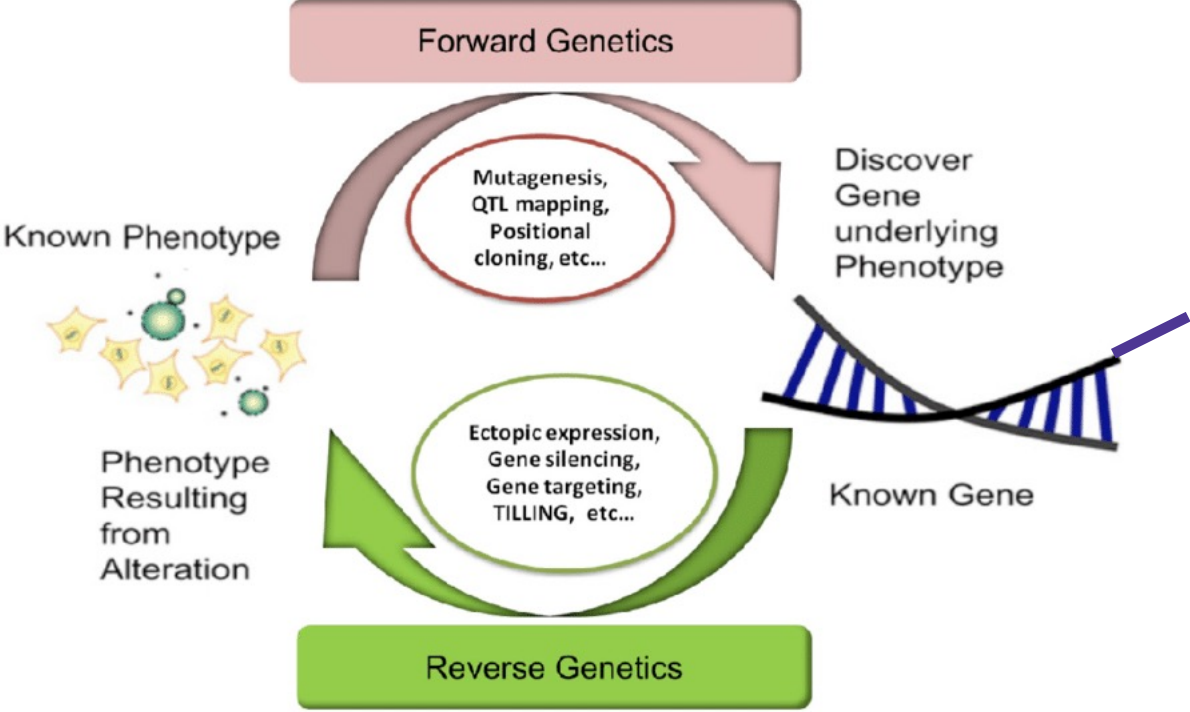 Forward Genetics
Mutagenesis,
QTL mapping,
Positional
cloning, etc...
Discover
Gene
underlying
Phenotype
Known Phenotype
Ectopic expression,
Gene silencing,
Gene targeting,
TILLING, etc...
Phenotype
Resulting
from
Alteration
Known Gene
Reverse Genetics